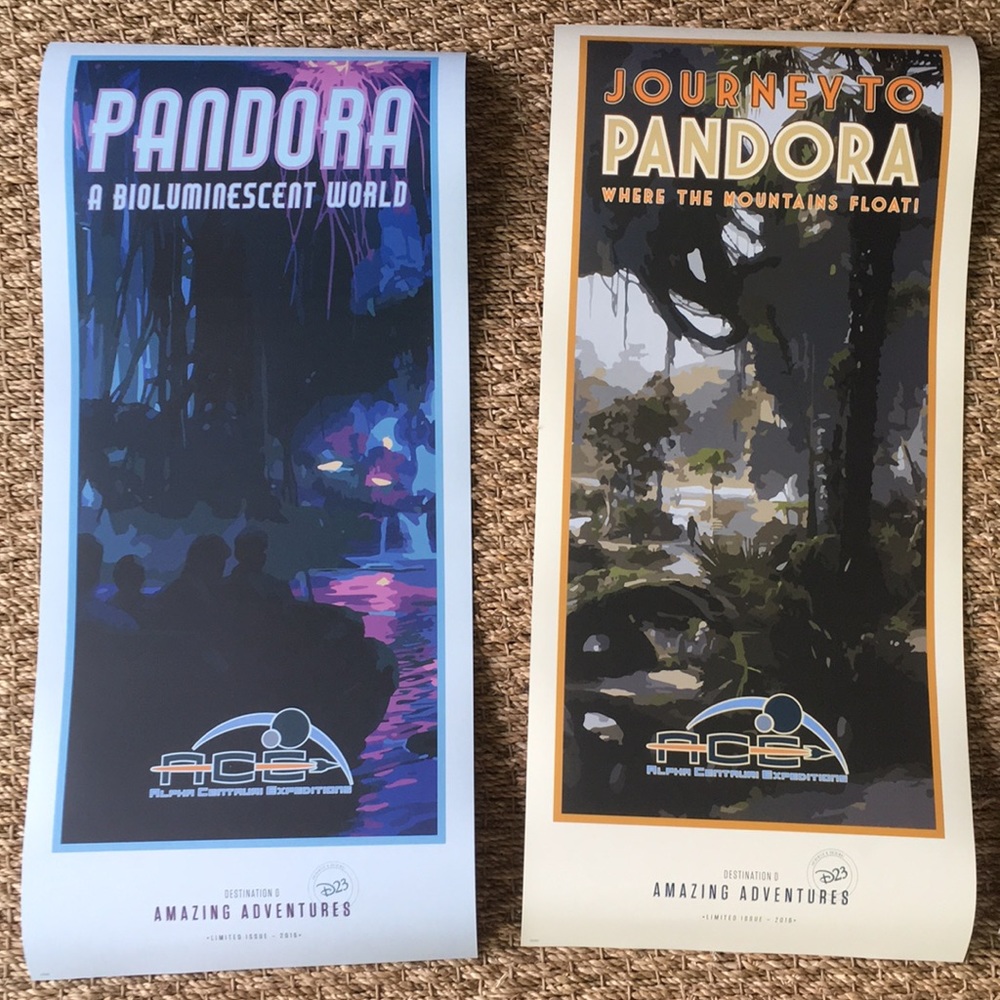 PANDORA
A BIOLUMINESCENT WORLD
ACE
ALPHA CENTAURI EXPEDITIONS
DESTINATION D
D23
AMAZING ADVENTURES
•LIMITED ISSUE - 2016•
JOURNEY TO
PANDORA
WHERE THE MOUNTAINS FLOAT!
ACE
ALPHA CENTAURI EXPEDITIONS
DESTINATION D
D23
AMAZING ADVENTURES
•LIMITED ISSUE - 2016•